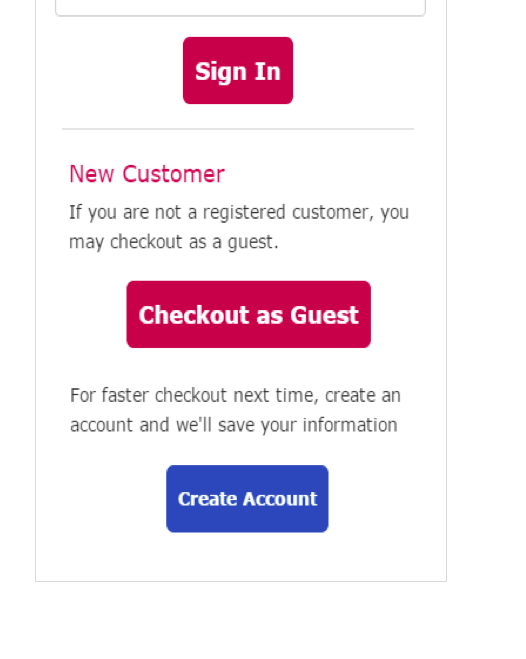 Sign In
New Customer
If you are not a registered customer, you
may checkout as a guest.
Checkout as Guest
For faster checkout next time, create an
account and we'll save your information
Create Account